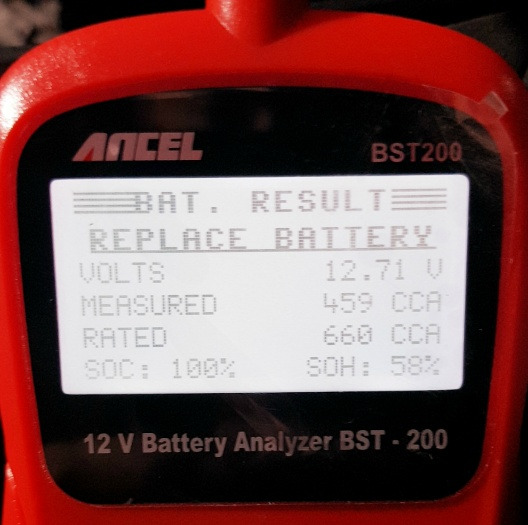 ANCEL
BST200
BAT. RESULT
REPLACE BATTERY
VOLTS 12.71 V
MEASURED 459 CCA
RATED 660 CCA
SOC: 100% SOH: 58%
12 V Battery Analyzer BST - 200